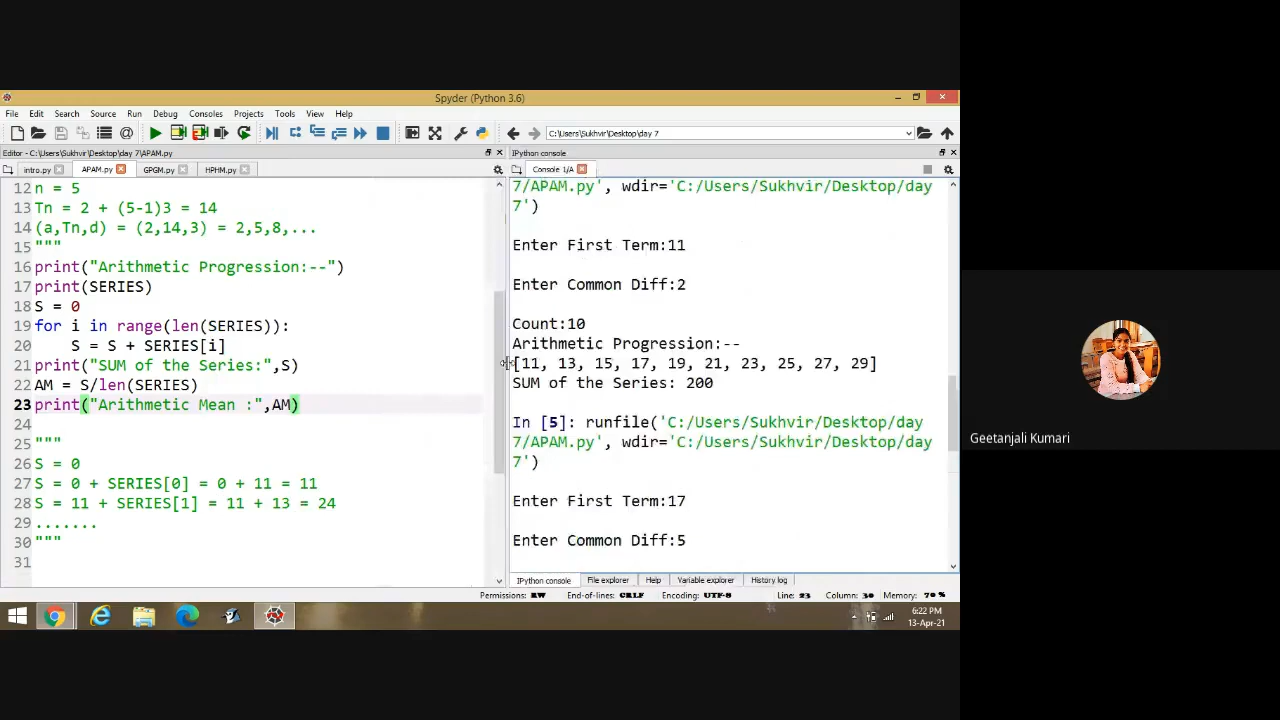 Spyder (Python 3.6)
File Edit Search Source Run Debug Consoles Projects Tools View Help
C:\Users\Sukhvir\Desktop\day 7
Editor - C:\Users\Sukhvir\Desktop\day 7\APAM.py
intro.py APAM.py GPGM.py HPHM.py
12 n = 5
13 Tn = 2 + (5-1)3 = 14
14 (a,Tn,d) = (2,14,3) = 2,5,8,...
15 """
16 print("Arithmetic Progression:--")
17 print(SERIES)
18 S = 0
19 for i in range(len(SERIES)):
20 S = S + SERIES[i]
21 print("SUM of the Series:",S)
22 AM = S/len(SERIES)
23 print("Arithmetic Mean :",AM)
24
25 """
26 S = 0
27 S = 0 + SERIES[0] = 0 + 11 = 11
28 S = 11 + SERIES[1] = 11 + 13 = 24
29 .......
30 """
31
IPython console
Console 1/A
7/APAM.py', wdir='C:/Users/Sukhvir/Desktop/day
7')
Enter First Term:11
Enter Common Diff:2
Count:10
Arithmetic Progression:--
[11, 13, 15, 17, 19, 21, 23, 25, 27, 29]
SUM of the Series: 200
In [5]: runfile('C:/Users/Sukhvir/Desktop/day
7/APAM.py', wdir='C:/Users/Sukhvir/Desktop/day
7')
Enter First Term:17
Enter Common Diff:5
IPython console File explorer Help Variable explorer History log
Permissions: RW End-of-lines: CRLF Encoding: UTF-8 Line: 23 Column: 30 Memory: 70 %
6:22 PM
13-Apr-21
Geetanjali Kumari